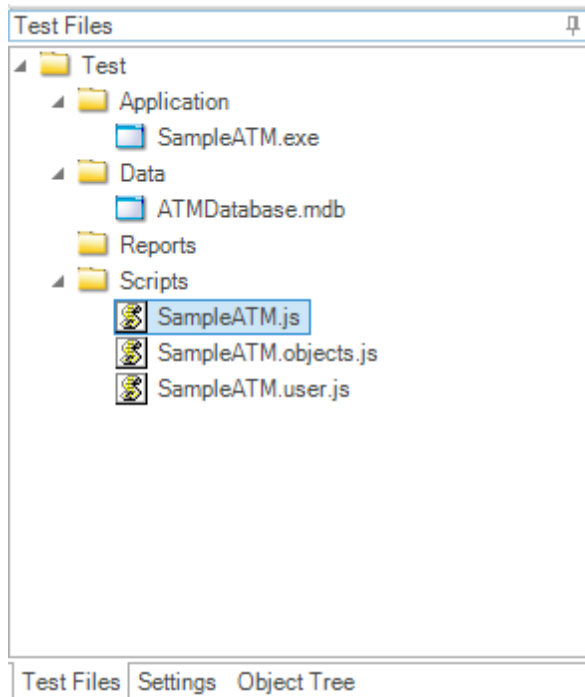 Test Files
Test
Application
SampleATM.exe
Data
ATMDatabase.mdb
Reports
Scripts
SampleATM.js
SampleATM.objects.js
SampleATM.user.js
Test Files Settings Object Tree